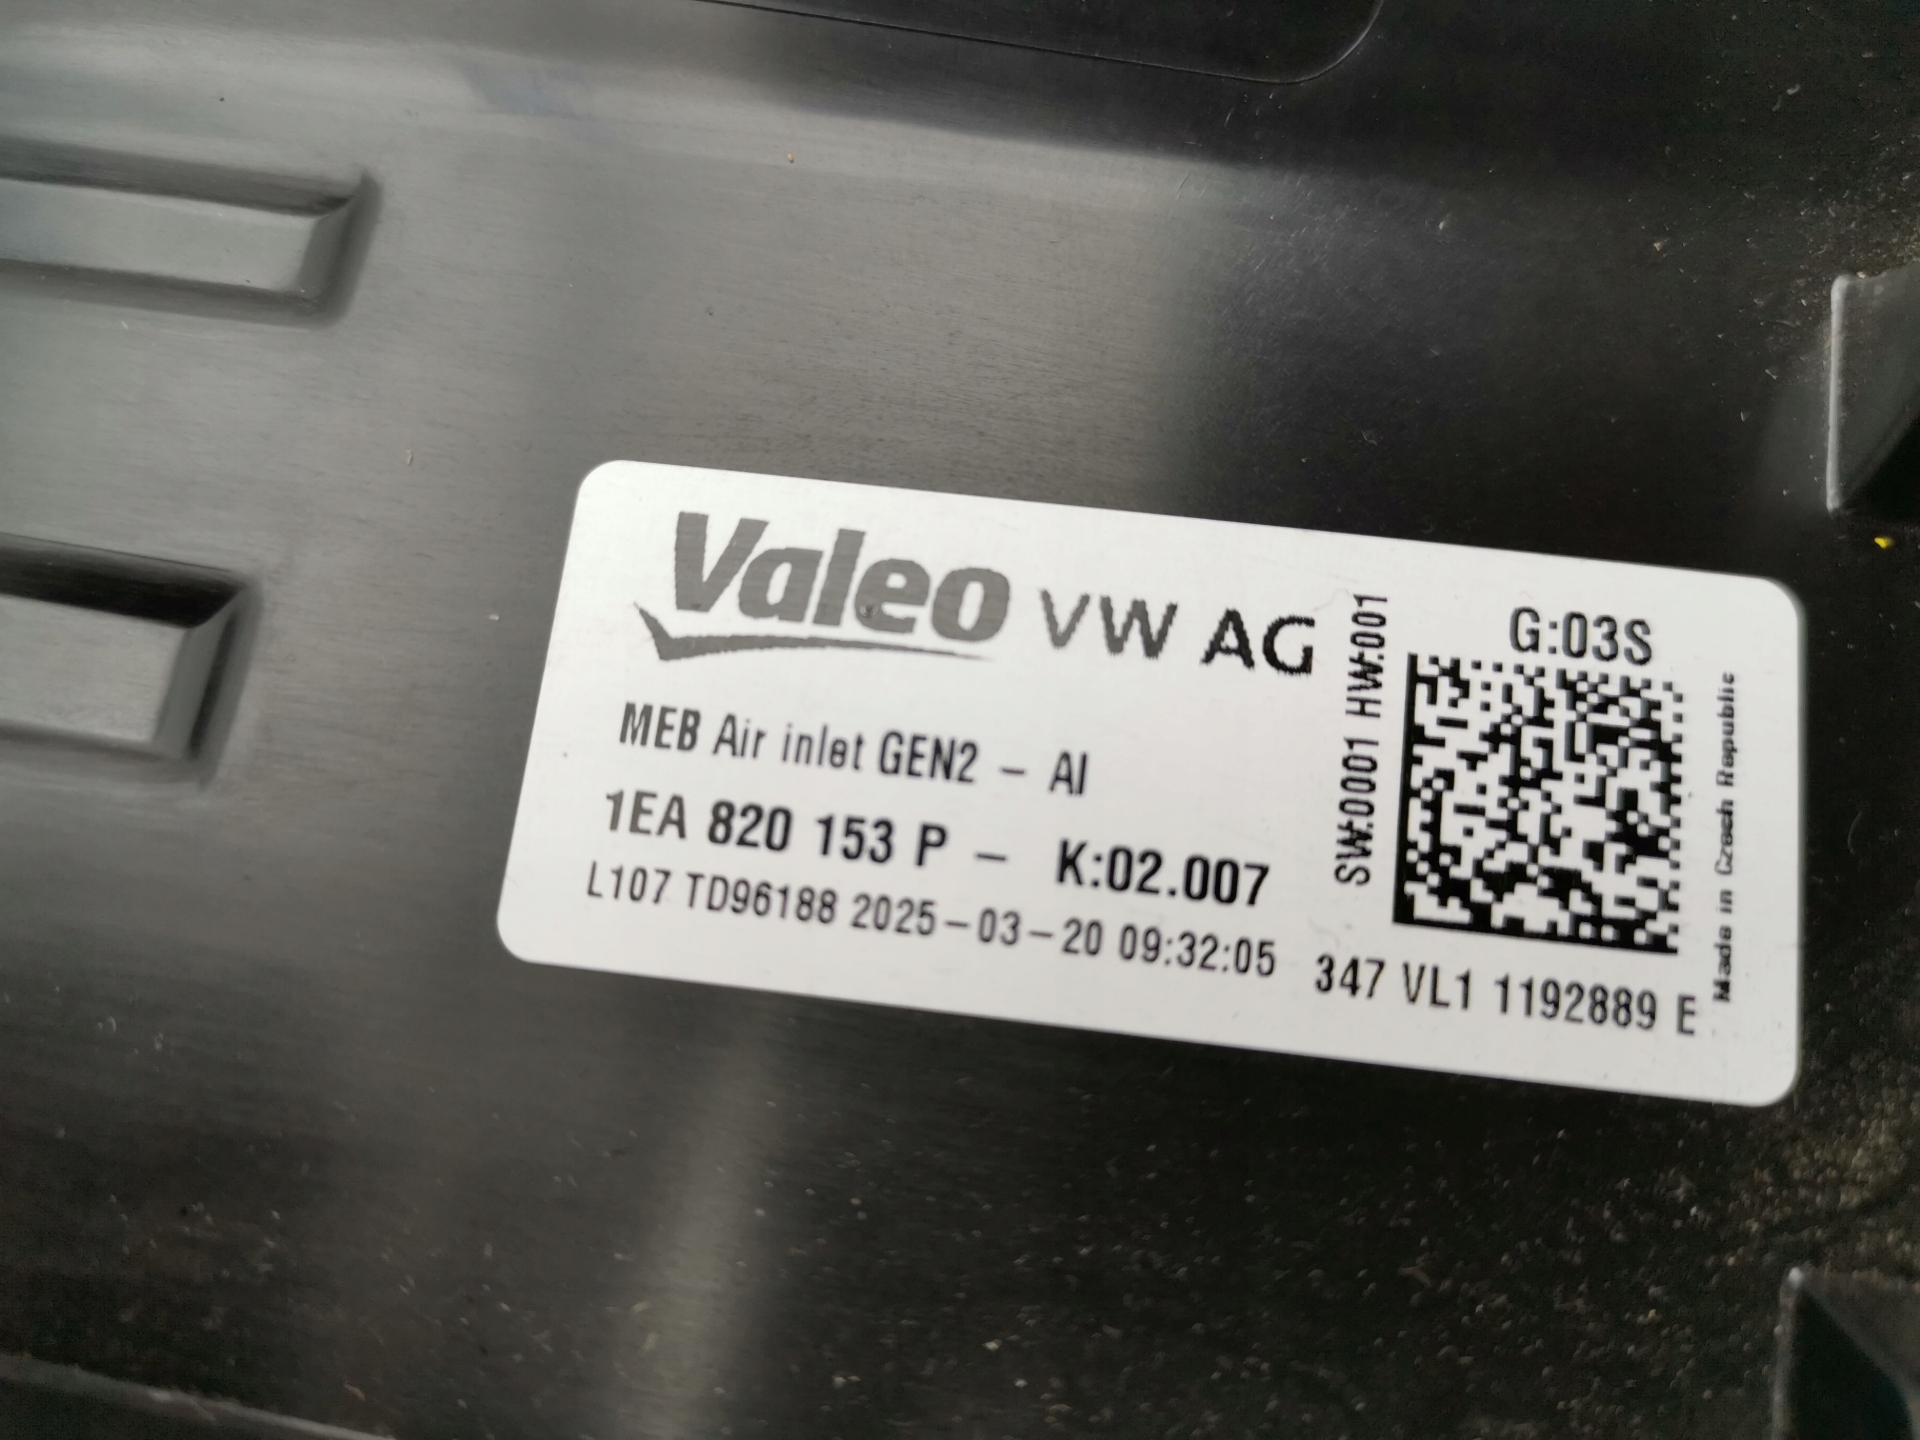 Valeo VW AG
MEB Air inlet GEN2 - AI
1EA 820 153 P - K:02.007
L107 TD96188 2025-03-20 09:32:05
SW:0001 HW:001
G:03S
347 VL1 1192889 E
Made in Czech Republic